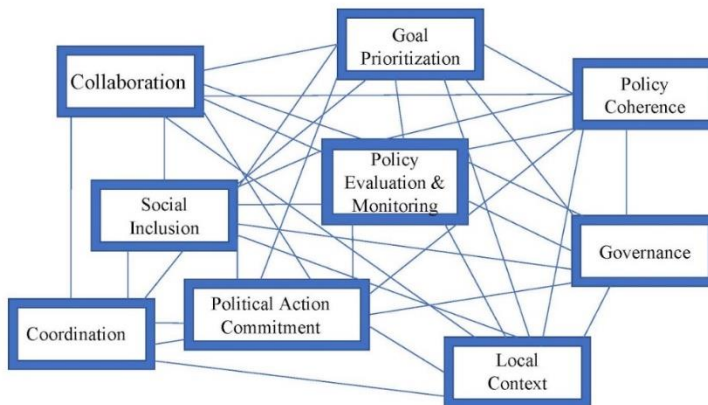 Goal
Prioritization
Collaboration
Policy
Coherence
Policy
Evaluation &
Monitoring
Social
Inclusion
Governance
Political Action
Commitment
Coordination
Local
Context